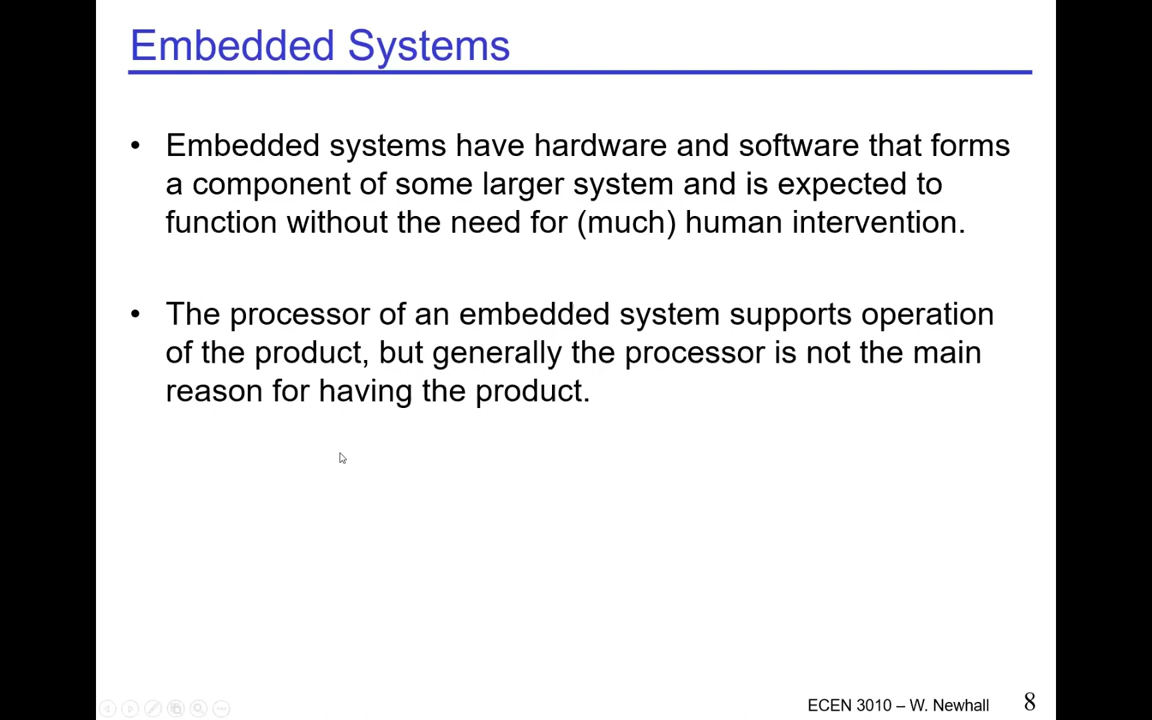 Embedded Systems
• Embedded systems have hardware and software that forms
a component of some larger system and is expected to
function without the need for (much) human intervention.
• The processor of an embedded system supports operation
of the product, but generally the processor is not the main
reason for having the product.
ECEN 3010 – W. Newhall 8